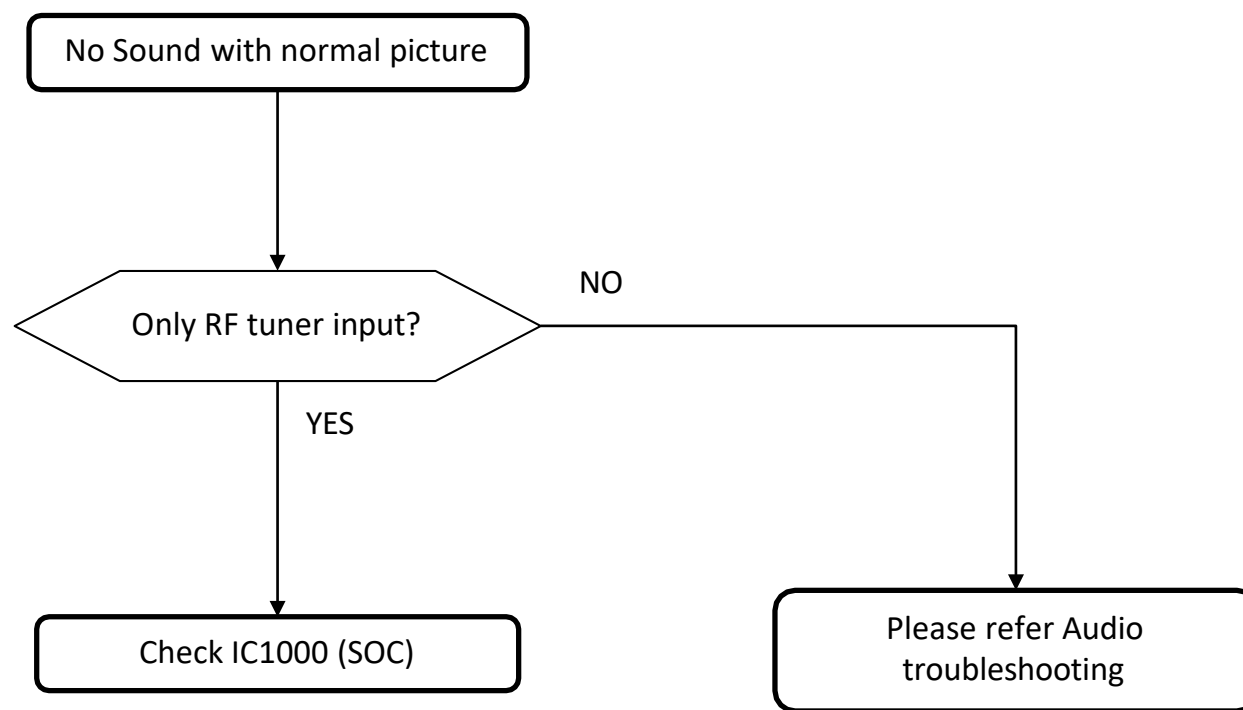 No Sound with normal picture
NO
Only RF tuner input?
YES
Check IC1000 (SOC)
Please refer Audio
troubleshooting